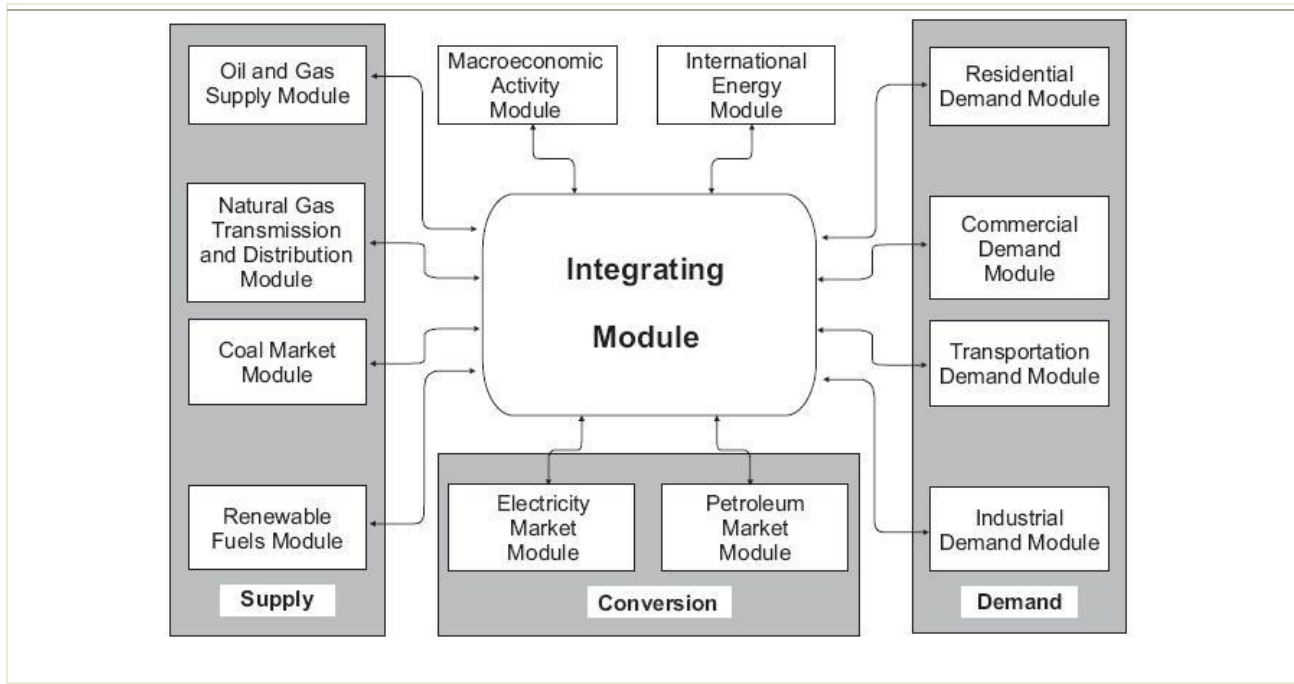 Oil and Gas
Supply Module
Natural Gas
Transmission
and Distribution
Module
Coal Market
Module
Renewable
Fuels Module
Supply
Macroeconomic
Activity
Module
International
Energy
Module
Integrating
Module
Electricity
Market
Module
Petroleum
Market
Module
Conversion
Residential
Demand Module
Commercial
Demand
Module
Transportation
Demand Module
Industrial
Demand Module
Demand